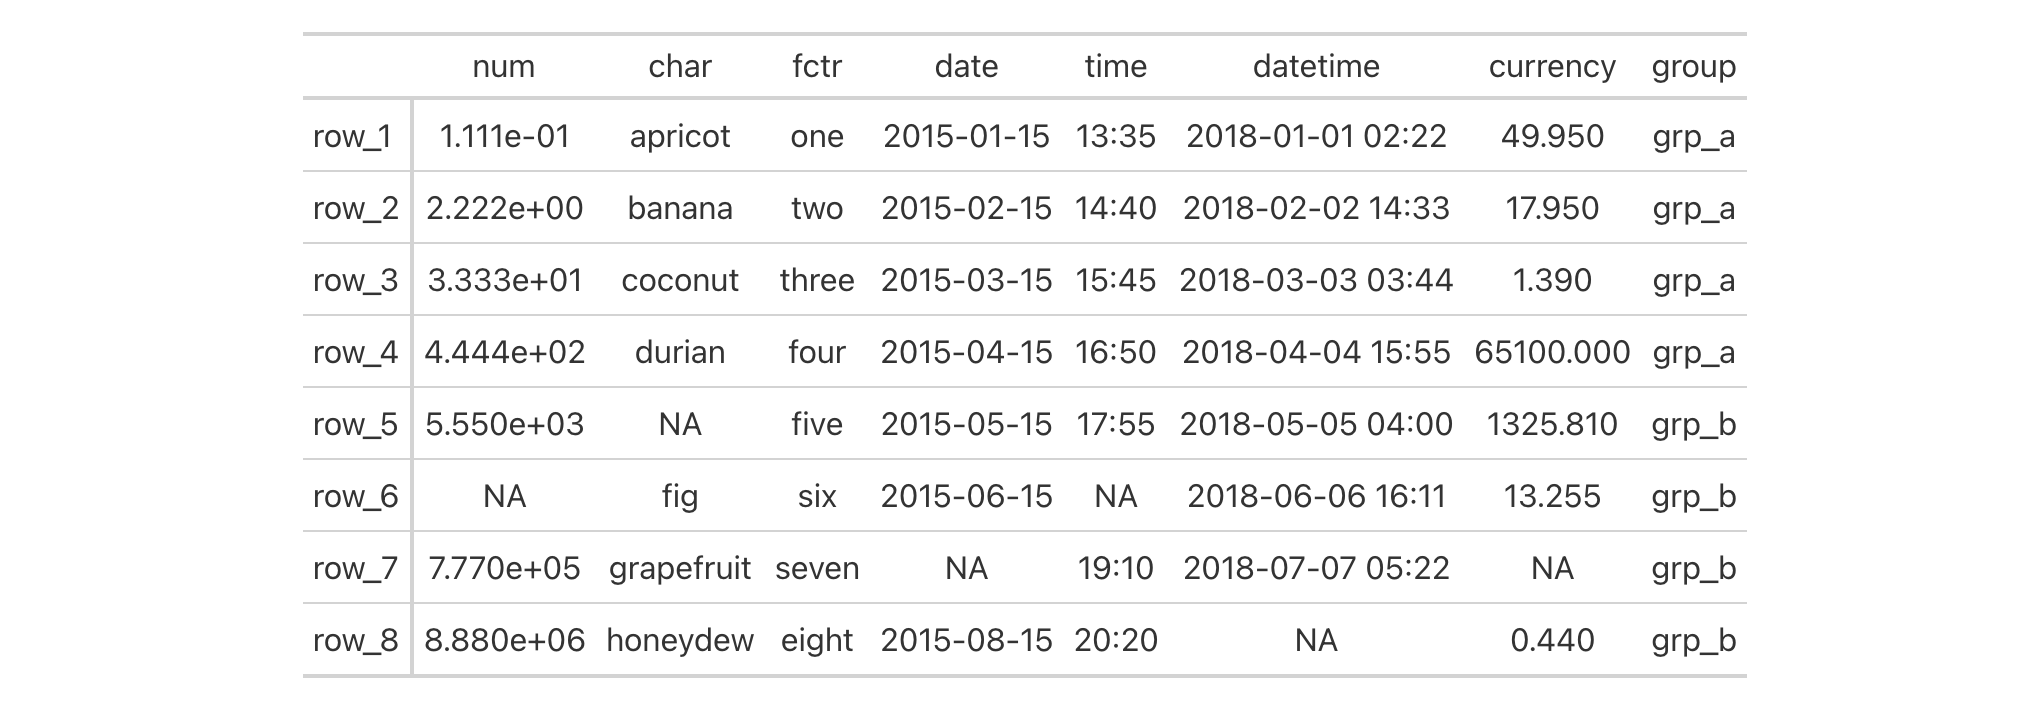 num char fctr date time datetime currency group
row_1 1.111e-01 apricot one 2015-01-15 13:35 2018-01-01 02:22 49.950 grp_a
row_2 2.222e+00 banana two 2015-02-15 14:40 2018-02-02 14:33 17.950 grp_a
row_3 3.333e+01 coconut three 2015-03-15 15:45 2018-03-03 03:44 1.390 grp_a
row_4 4.444e+02 durian four 2015-04-15 16:50 2018-04-04 15:55 65100.000 grp_a
row_5 5.550e+03 NA five 2015-05-15 17:55 2018-05-05 04:00 1325.810 grp_b
row_6 NA fig six 2015-06-15 NA 2018-06-06 16:11 13.255 grp_b
row_7 7.770e+05 grapefruit seven NA 19:10 2018-07-07 05:22 NA grp_b
row_8 8.880e+06 honeydew eight 2015-08-15 20:20 NA 0.440 grp_b